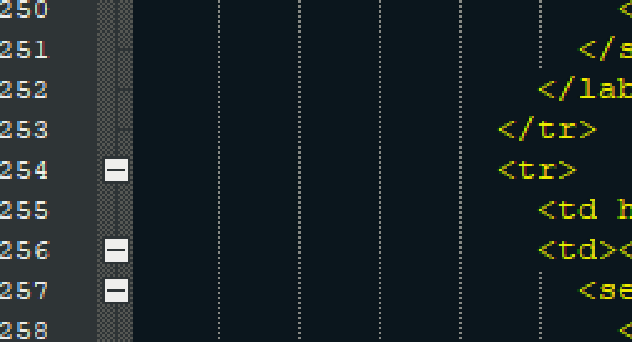 250 <
251 </s
252 </lab
253 </tr>
254 <tr>
255 <td h
256 <td><
257 <se
258 <